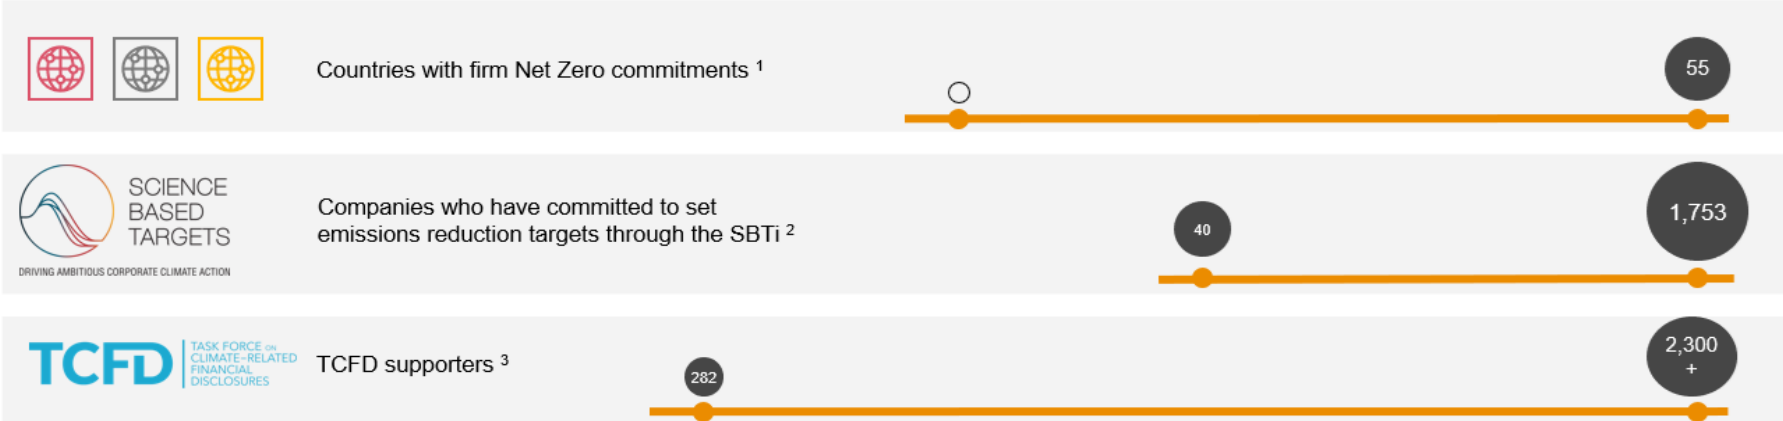 Countries with firm Net Zero commitments ¹
55
SCIENCE
BASED
TARGETS
DRIVING AMBITIOUS CORPORATE CLIMATE ACTION
Companies who have committed to set
emissions reduction targets through the SBTi ²
40
1,753
TCFD
TASK FORCE ON
CLIMATE-RELATED
FINANCIAL
DISCLOSURES
TCFD supporters ³
282
2,300
+